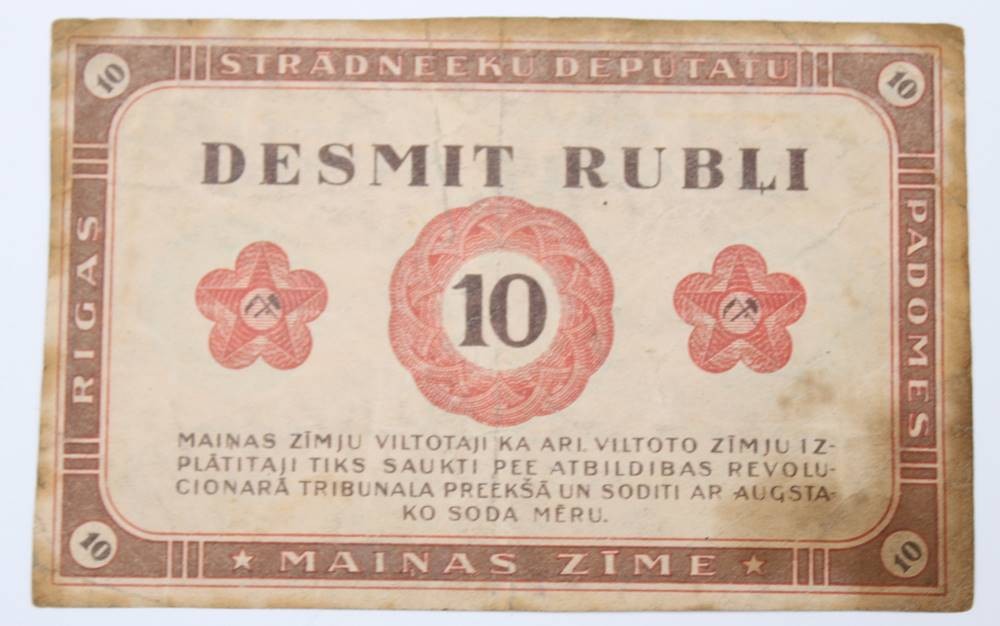 10
STRĀDNEEKU DEPUTATU
10
DESMIT RUBĻI
RIGAS
PADOMES
10
MAIŅAS ZĪMJU VILTOTAJI KA ARI VILTOTO ZĪMJU IZ-
PLĀTITAJI TIKS SAUKTI PEE ATBILDIBAS REVOLU-
CIONARĀ TRIBUNALA PREEKŠĀ UN SODITI AR AUGSTA-
KO SODA MĒRU.
10
★ MAIŅAS ZĪME ★
10